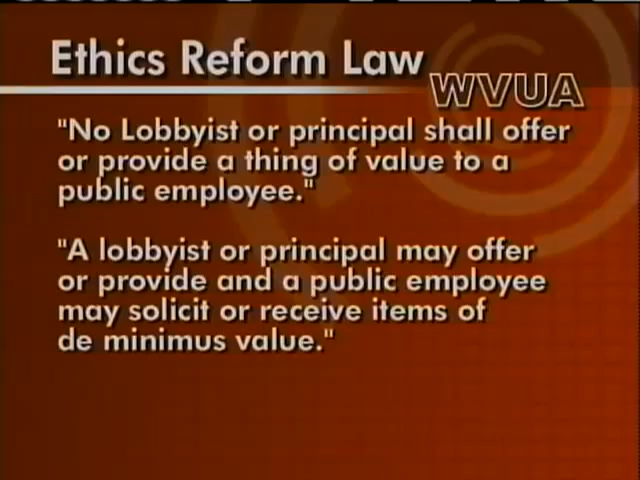 Ethics Reform Law
WVUA
"No Lobbyist or principal shall offer
or provide a thing of value to a
public employee."
"A lobbyist or principal may offer
or provide and a public employee
may solicit or receive items of
de minimus value."